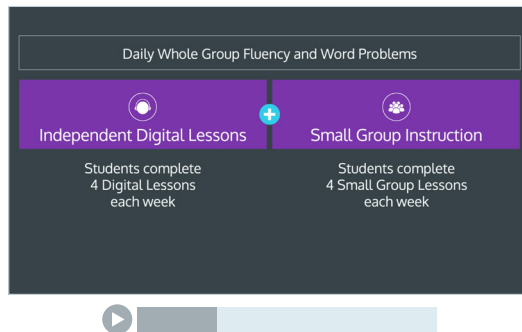 Daily Whole Group Fluency and Word Problems
Independent Digital Lessons
Students complete
4 Digital Lessons
each week
Small Group Instruction
Students complete
4 Small Group Lessons
each week